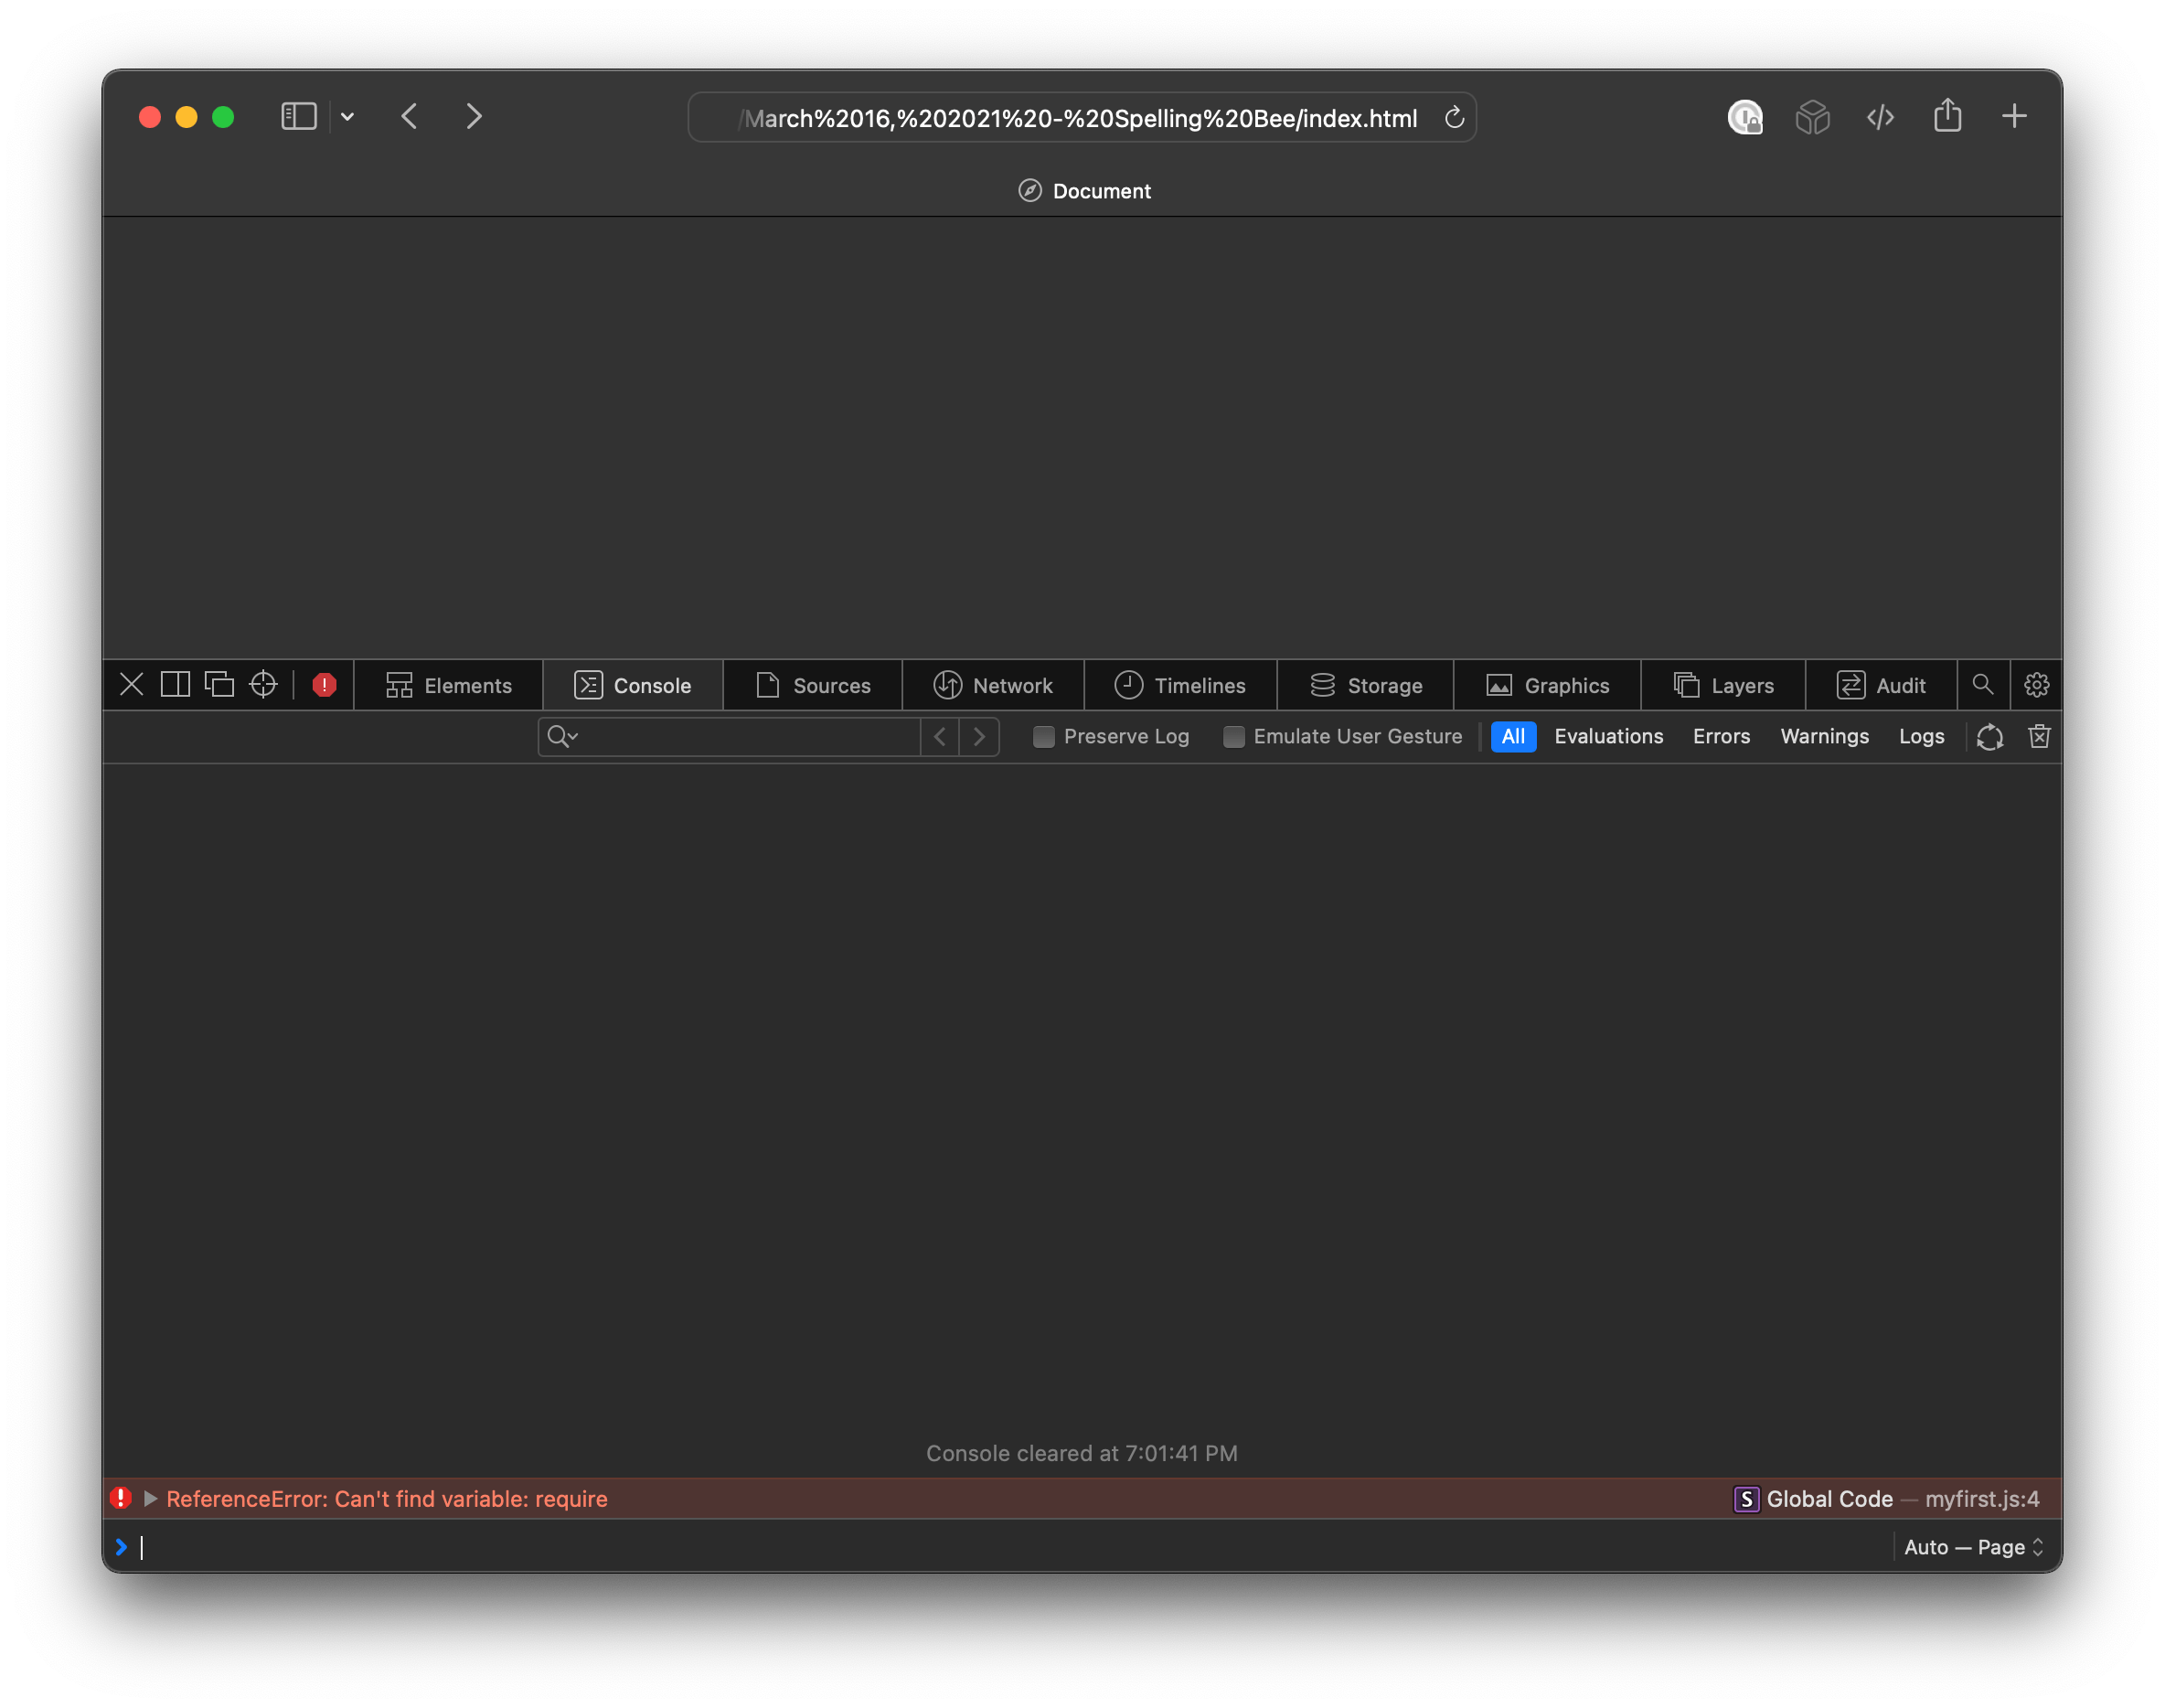 /March%2016,%202021%20-%20Spelling%20Bee/index.html
Document
Elements Console Sources Network Timelines Storage Graphics Layers Audit
Preserve Log Emulate User Gesture All Evaluations Errors Warnings Logs
Console cleared at 7:01:41 PM
ReferenceError: Can't find variable: require S Global Code — myfirst.js:4
Auto — Page